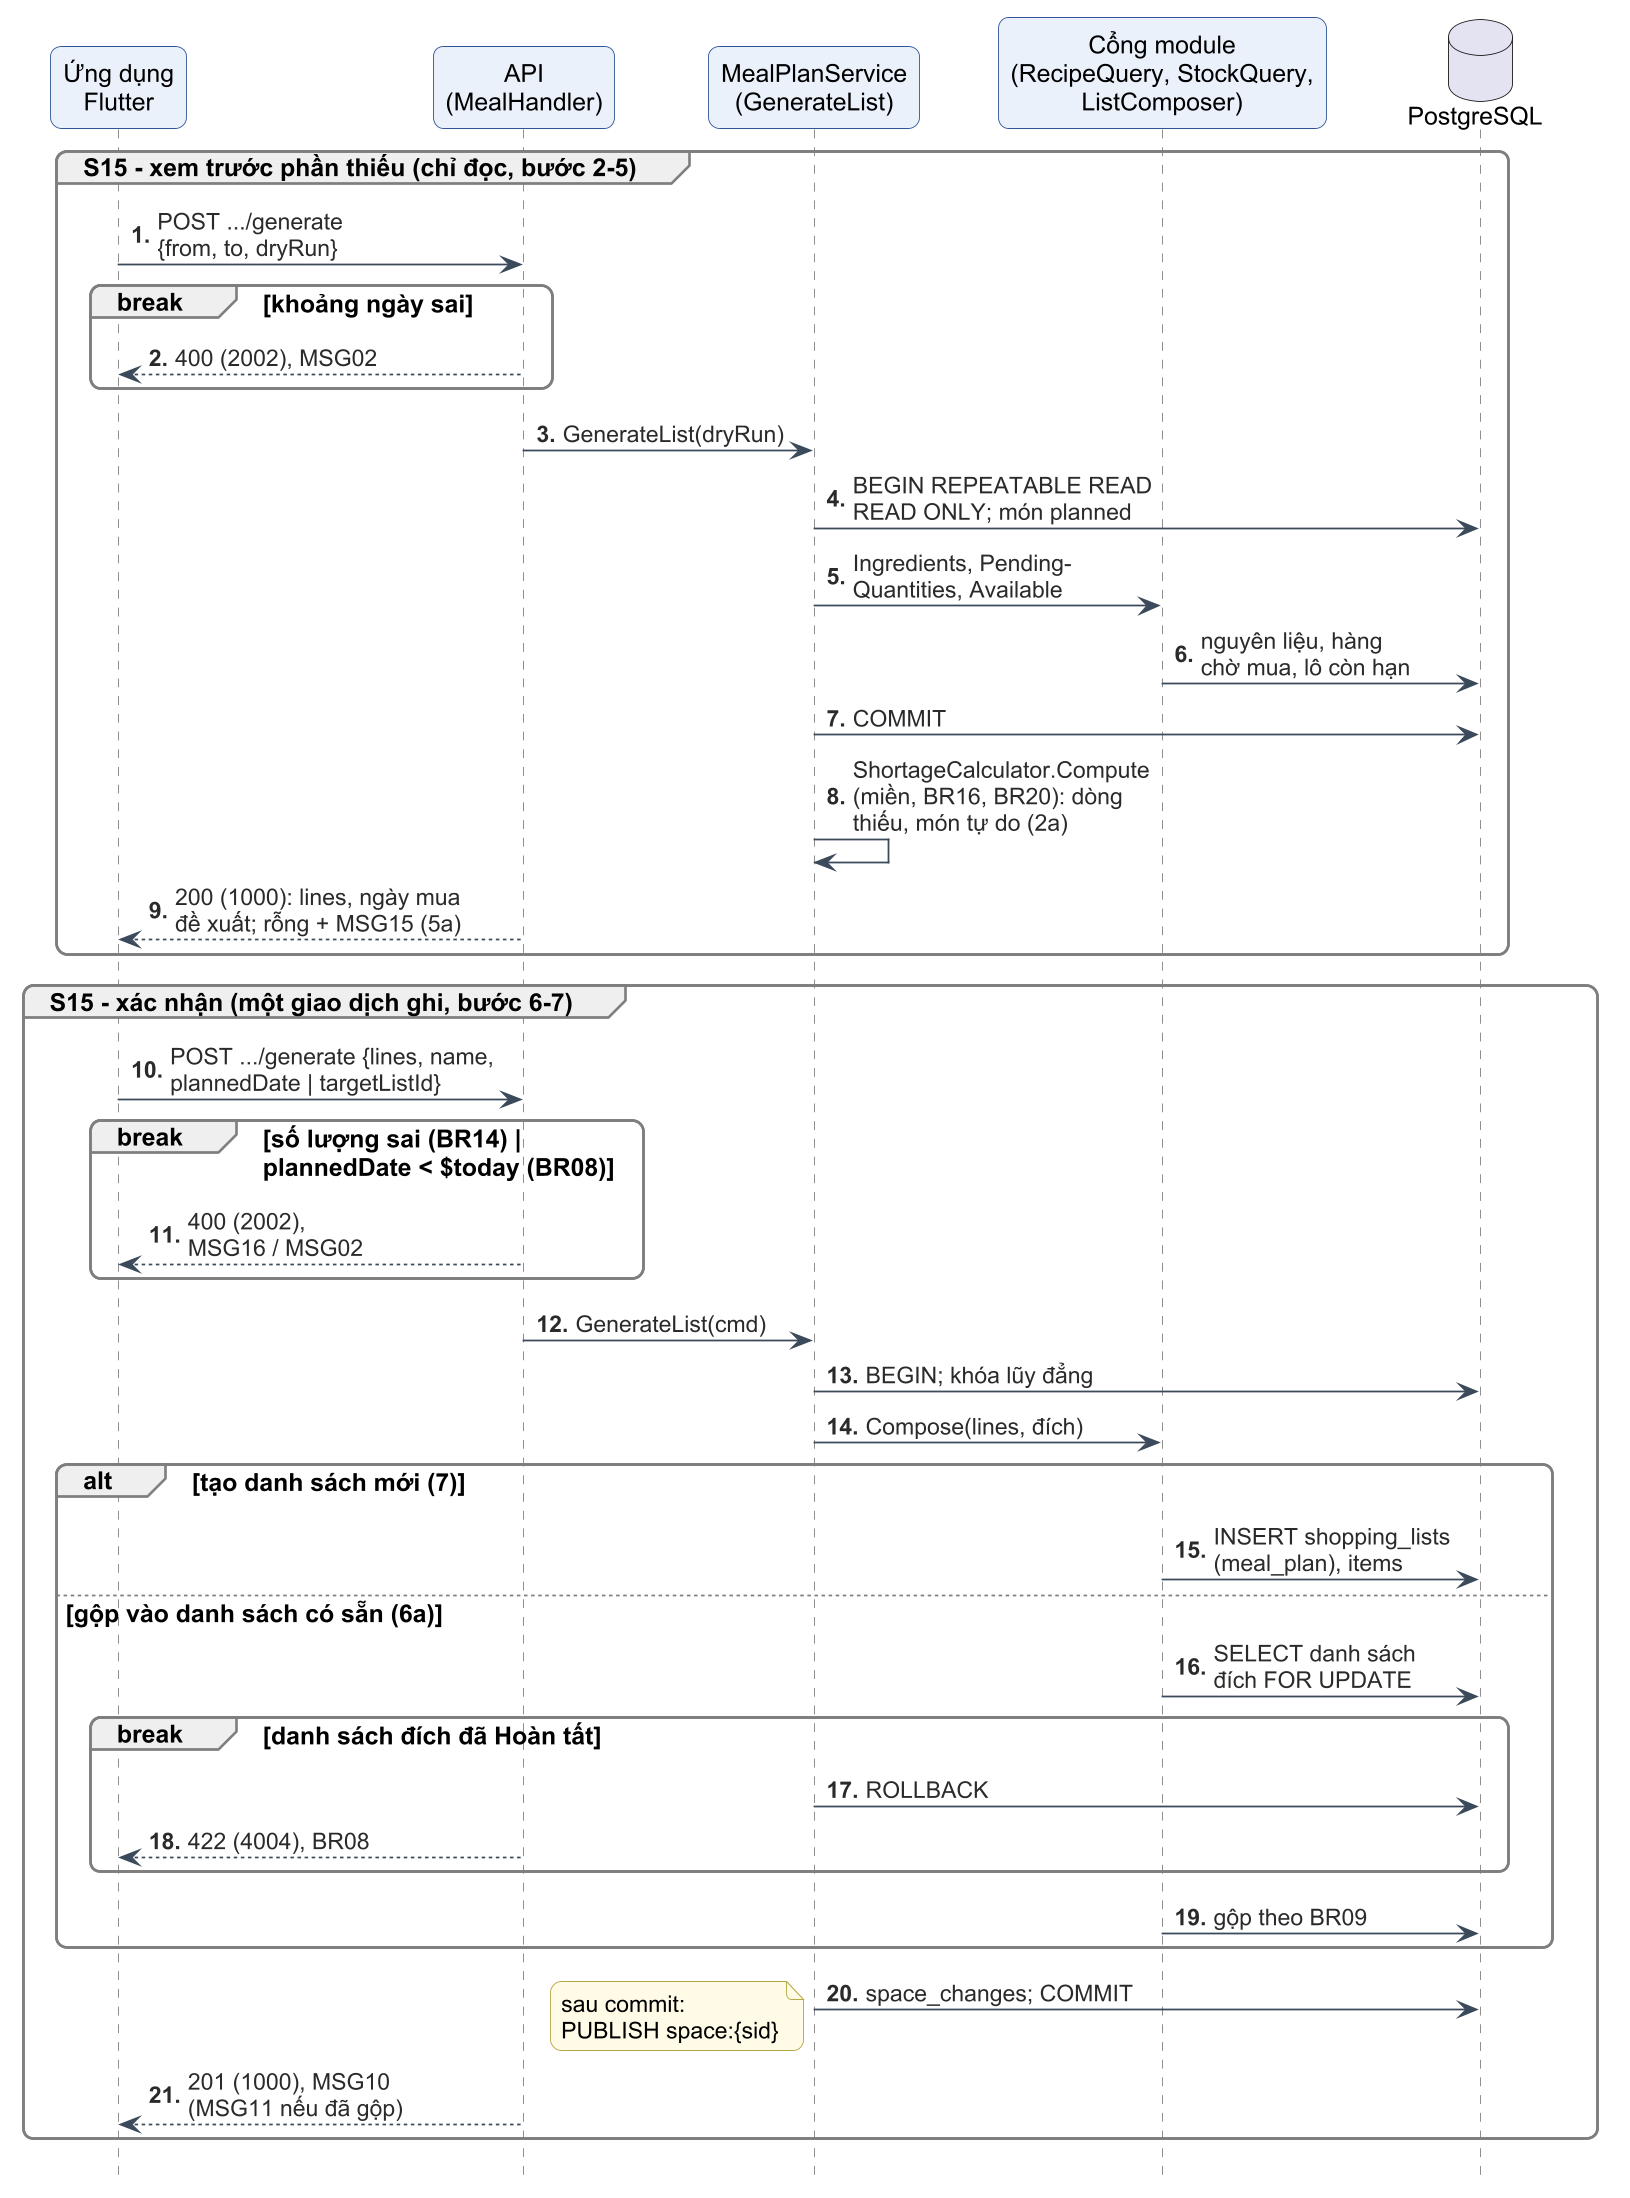 Ứng dụng
Flutter
API
(MealHandler)
MealPlanService
(GenerateList)
Cổng module
(RecipeQuery, StockQuery,
ListComposer)
PostgreSQL
S15 - xem trước phần thiếu (chỉ đọc, bước 2-5)
1. POST .../generate
{from, to, dryRun}
break [khoảng ngày sai]
2. 400 (2002), MSG02
3. GenerateList(dryRun)
4. BEGIN REPEATABLE READ
READ ONLY; món planned
5. Ingredients, Pending-
Quantities, Available
6. nguyên liệu, hàng
chờ mua, lô còn hạn
7. COMMIT
8. ShortageCalculator.Compute
(miền, BR16, BR20): dòng
thiếu, món tự do (2a)
9. 200 (1000): lines, ngày mua
đề xuất; rỗng + MSG15 (5a)
S15 - xác nhận (một giao dịch ghi, bước 6-7)
10. POST .../generate {lines, name,
plannedDate | targetListId}
break [số lượng sai (BR14) |
plannedDate < $today (BR08)]
11. 400 (2002),
MSG16 / MSG02
12. GenerateList(cmd)
13. BEGIN; khóa lũy đẳng
14. Compose(lines, đích)
alt [tạo danh sách mới (7)]
15. INSERT shopping_lists
(meal_plan), items
[gộp vào danh sách có sẵn (6a)]
16. SELECT danh sách
đích FOR UPDATE
break [danh sách đích đã Hoàn tất]
17. ROLLBACK
18. 422 (4004), BR08
19. gộp theo BR09
20. space_changes; COMMIT
sau commit:
PUBLISH space:{sid}
21. 201 (1000), MSG10
(MSG11 nếu đã gộp)